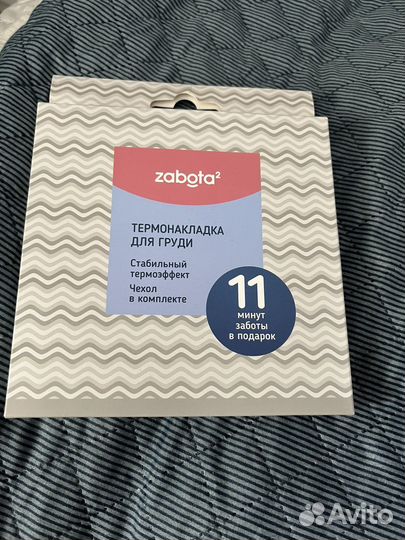 zabota²
ТЕРМОНАКЛАДКА
ДЛЯ ГРУДИ
Стабильный
термоэффект
Чехол
в комплекте
11
минут
заботы
в подарок
Avito